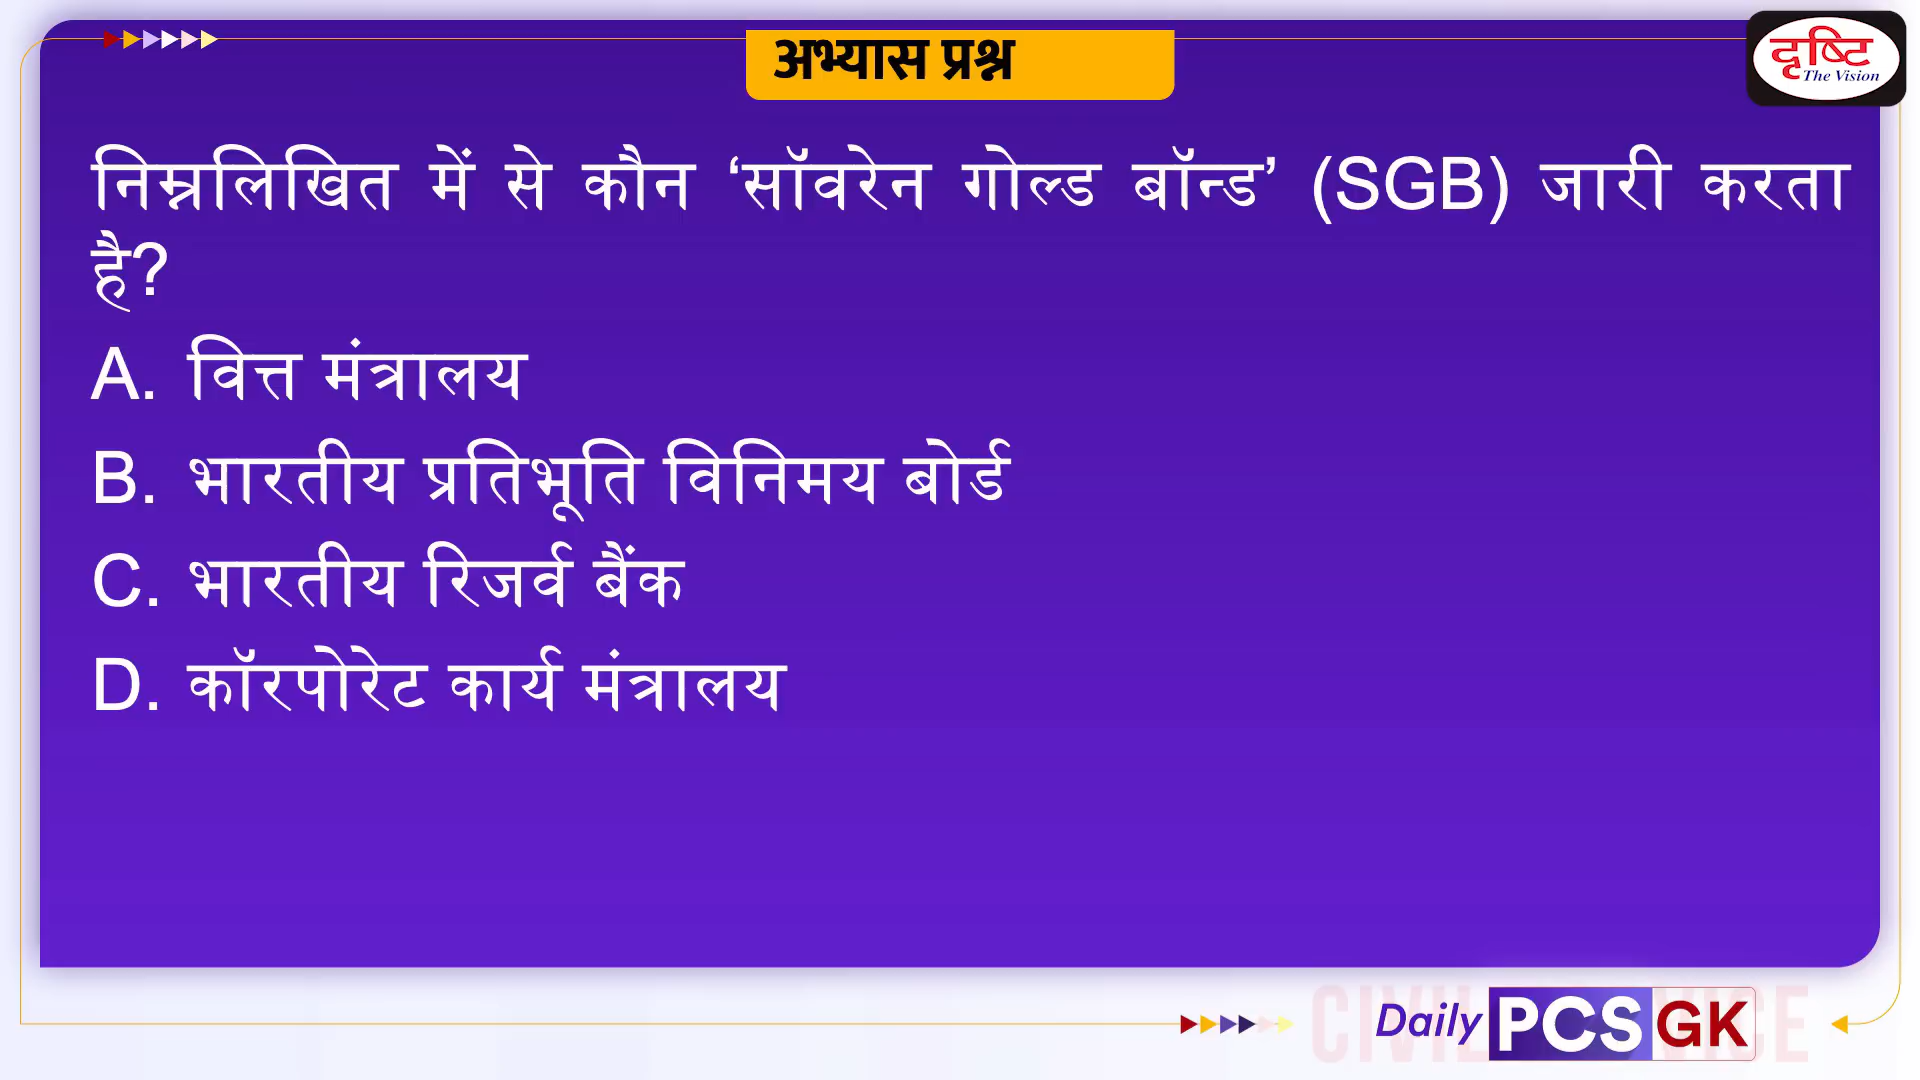 अभ्यास प्रश्न
दृष्टि
The Vision
निम्नलिखित में से कौन ‘सॉवरेन गोल्ड बॉन्ड’ (SGB) जारी करता
है?
A. वित्त मंत्रालय
B. भारतीय प्रतिभूति विनिमय बोर्ड
C. भारतीय रिजर्व बैंक
D. कॉरपोरेट कार्य मंत्रालय
Daily PCS GK